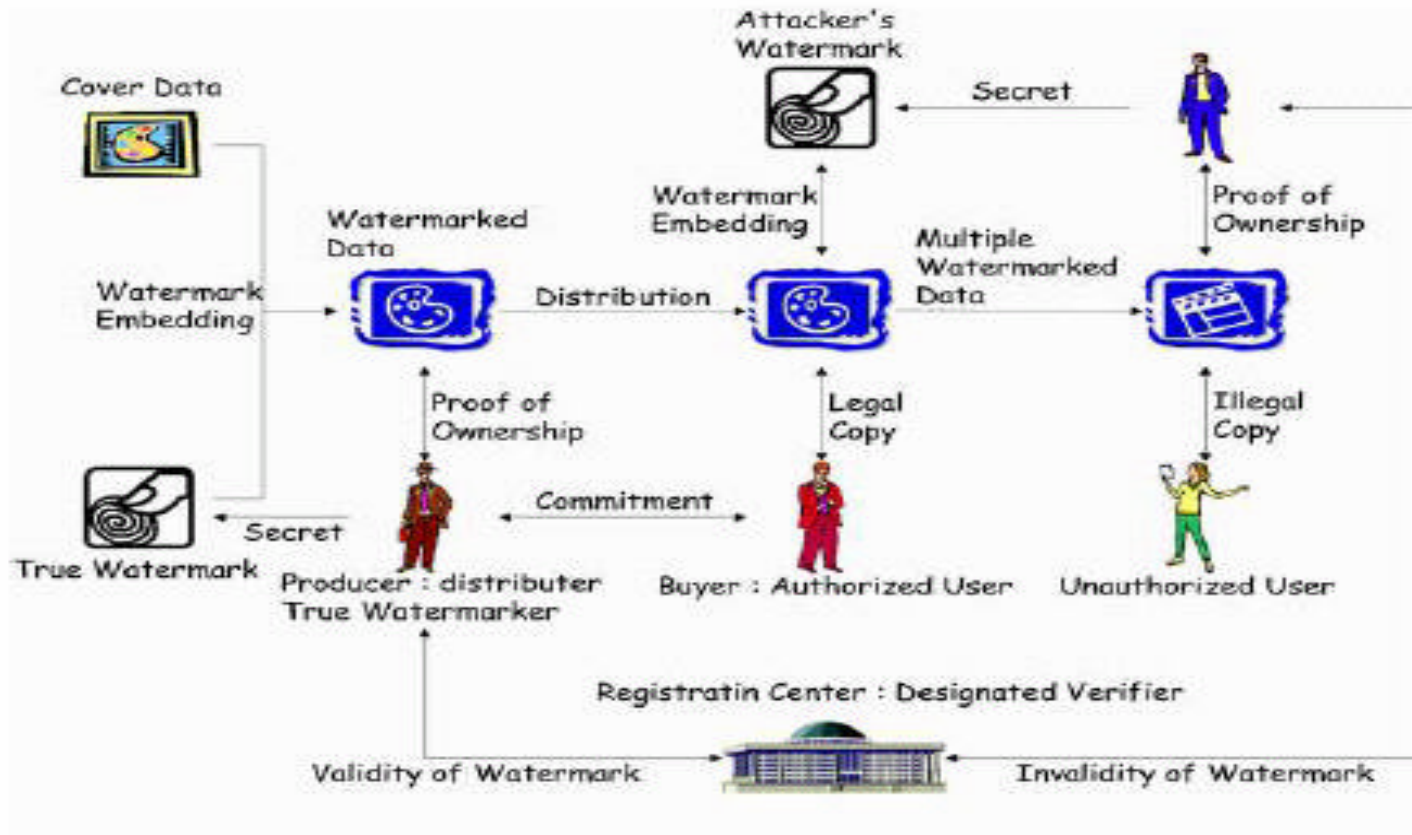 Attacker's
Watermark
Cover Data
Secret
Watermark
Embedding
Proof of
Ownership
Watermarked
Data
Multiple
Watermarked
Data
Watermark
Embedding
Distribution
Proof of
Ownership
Legal
Copy
Illegal
Copy
Commitment
Secret
True Watermark
Producer : distributer
True Watermarker
Buyer : Authorized User
Unauthorized User
Registratin Center : Designated Verifier
Validity of Watermark
Invalidity of Watermark